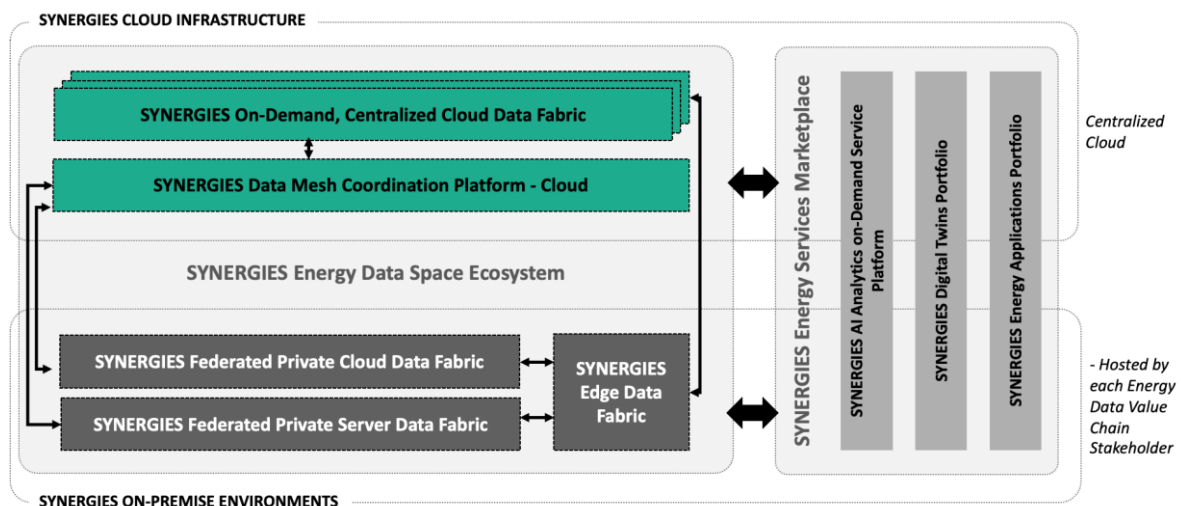 SYNERGIES CLOUD INFRASTRUCTURE
SYNERGIES On-Demand, Centralized Cloud Data Fabric
SYNERGIES Data Mesh Coordination Platform - Cloud
SYNERGIES Energy Data Space Ecosystem
SYNERGIES Federated Private Cloud Data Fabric
SYNERGIES Federated Private Server Data Fabric
SYNERGIES
Edge Data
Fabric
SYNERGIES Energy Services Marketplace
SYNERGIES AI Analytics on-Demand Service
Platform
SYNERGIES Digital Twins Portfolio
SYNERGIES Energy Applications Portfolio
Centralized
Cloud
- Hosted by
each Energy
Data Value
Chain
Stakeholder
SYNERGIES ON-PREMISE ENVIRONMENTS